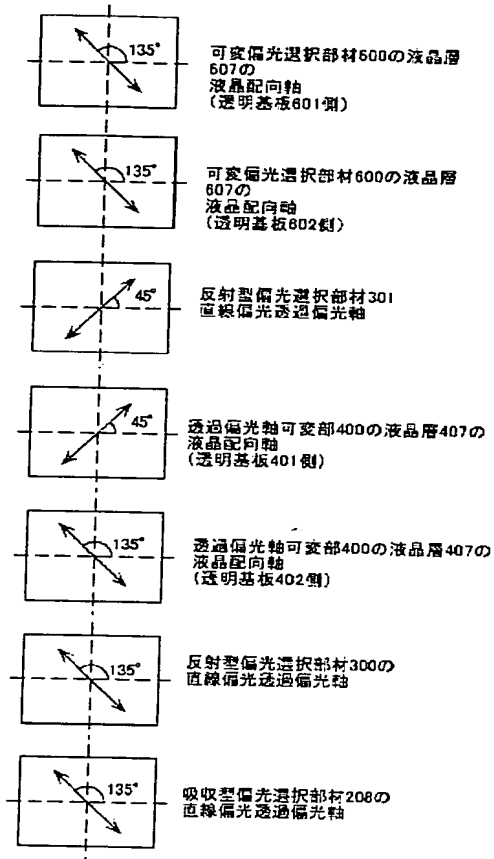 135°
可変偏光選択部材600の液晶層
607の
液晶配向軸
(透明基板601側)
135°
可変偏光選択部材600の液晶層
607の
液晶配向軸
(透明基板602側)
45°
反射型偏光選択部材301
直線偏光透過偏光軸
45°
透過偏光軸可変部400の液晶層407の
液晶配向軸
(透明基板401側)
135°
透過偏光軸可変部400の液晶層407の
液晶配向軸
(透明基板402側)
135°
反射型偏光選択部材300の
直線偏光透過偏光軸
135°
吸収型偏光選択部材208の
直線偏光透過偏光軸